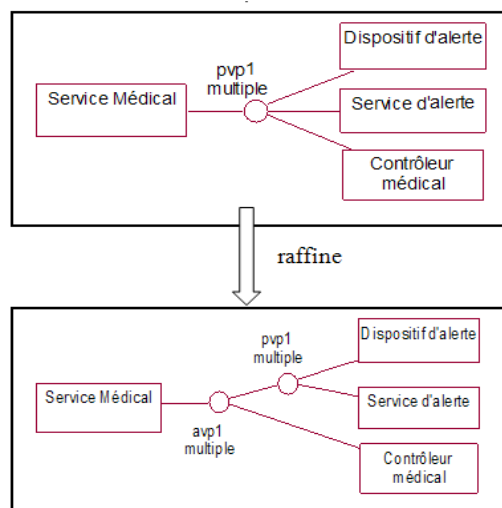 Dispositif d'alerte
pvp1
multiple
Service Médical
Service d'alerte
Contrôleur
médical
raffine
pvp1
multiple
Dispositif d'alerte
Service Médical
Service d'alerte
avp1
multiple
Contrôleur
médical